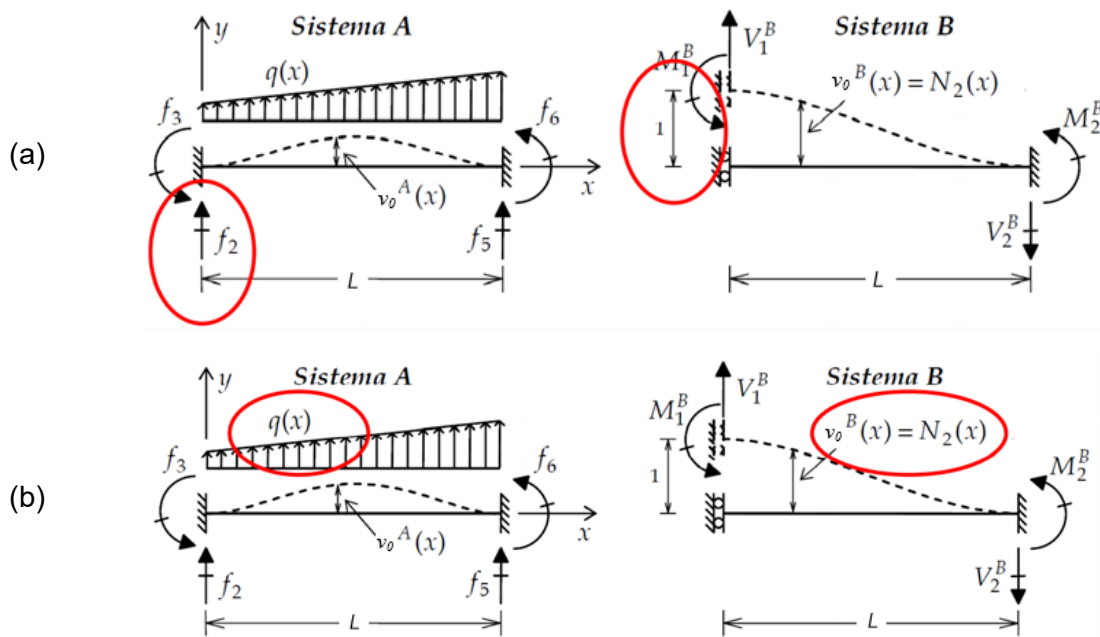 (a)
Sistema A
y
q(x)
f₃
f₆
x
v₀ᴬ(x)
f₂
f₅
L
Sistema B
V₁ᴮ
M₁ᴮ
v₀ᴮ(x) = N₂(x)
1
M₂ᴮ
V₂ᴮ
L
(b)
Sistema A
y
q(x)
f₃
f₆
x
v₀ᴬ(x)
f₂
f₅
L
Sistema B
V₁ᴮ
M₁ᴮ
v₀ᴮ(x) = N₂(x)
1
M₂ᴮ
V₂ᴮ
L